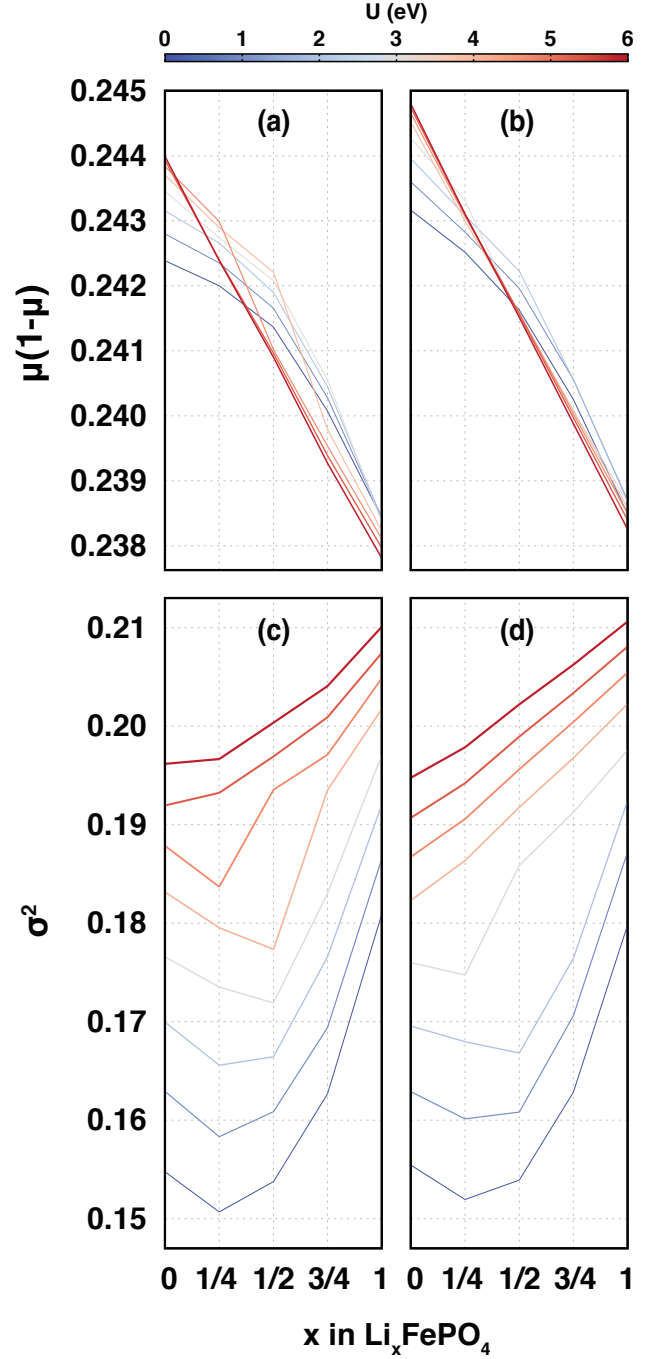 U (eV)
0 1 2 3 4 5 6
(a) (b)
0.245
0.244
0.243
0.242
0.241
0.240
0.239
0.238
μ(1-μ)
(c) (d)
0.21
0.20
0.19
0.18
0.17
0.16
0.15
σ²
0 1/4 1/2 3/4 1 0 1/4 1/2 3/4 1
x in LiₓFePO₄